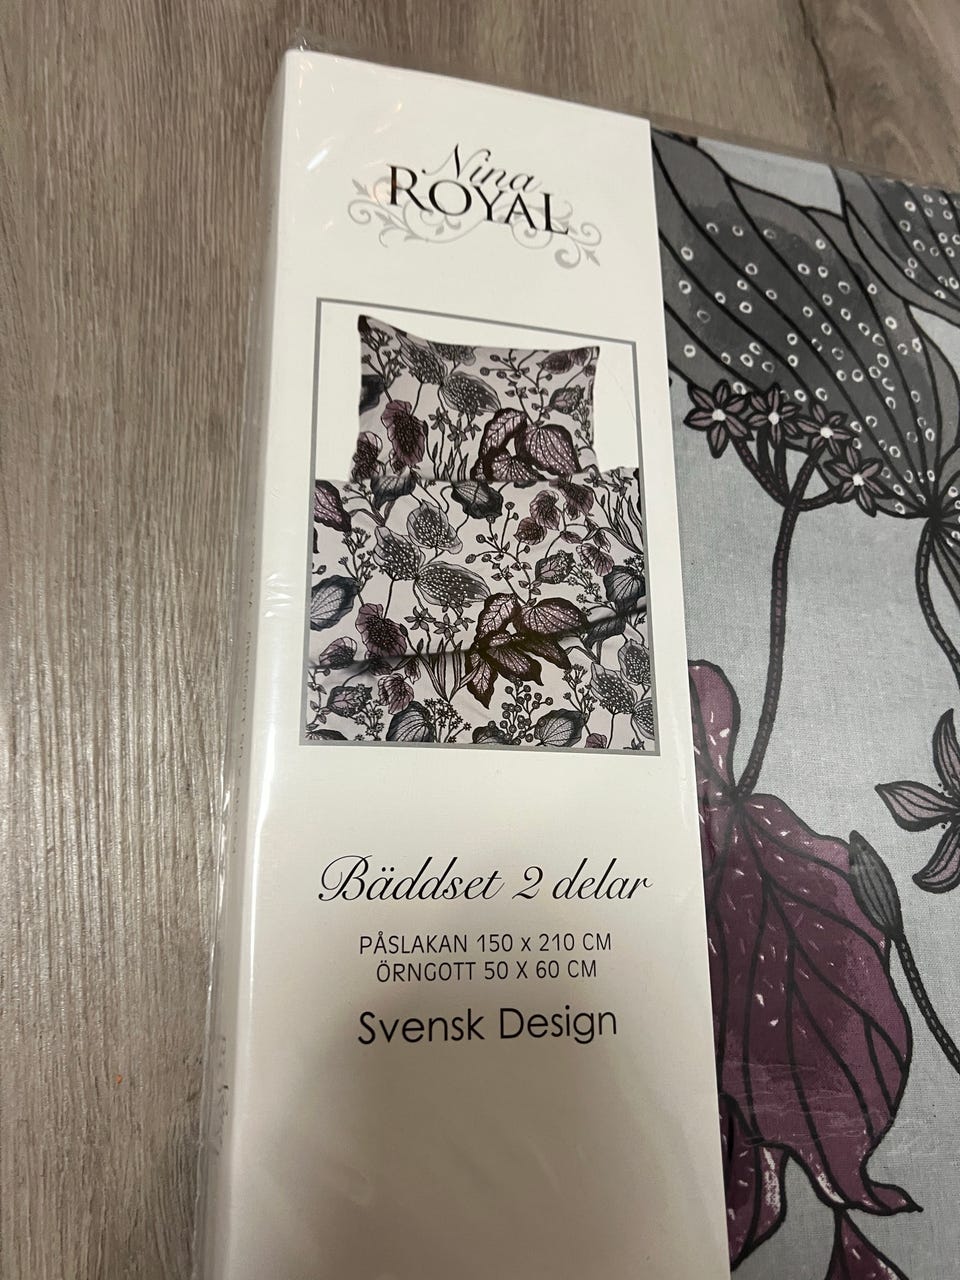 Nina
ROYAL
Bäddset 2 delar
PÅSLAKAN 150 x 210 CM
ÖRNGOTT 50 X 60 CM
Svensk Design